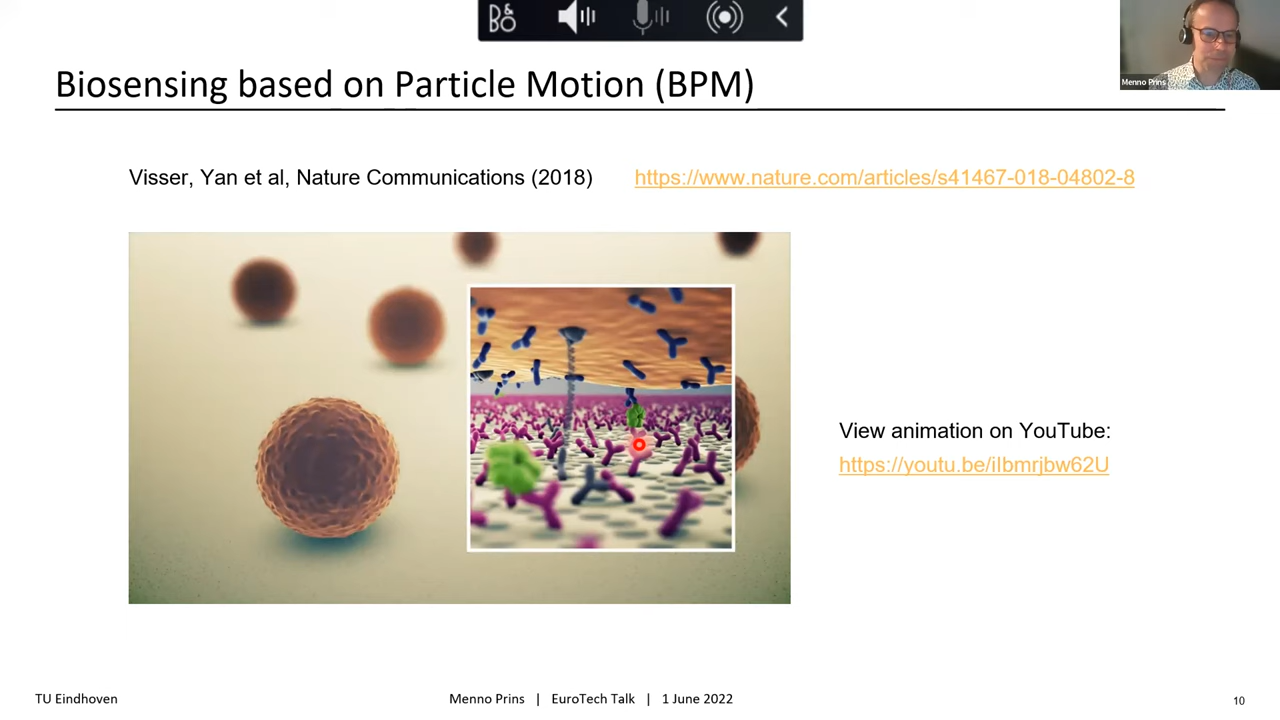 B&O
Biosensing based on Particle Motion (BPM)
Menno Prins
Visser, Yan et al, Nature Communications (2018) https://www.nature.com/articles/s41467-018-04802-8
View animation on YouTube:
https://youtu.be/iIbmrjbw62U
TU Eindhoven
Menno Prins | EuroTech Talk | 1 June 2022
10